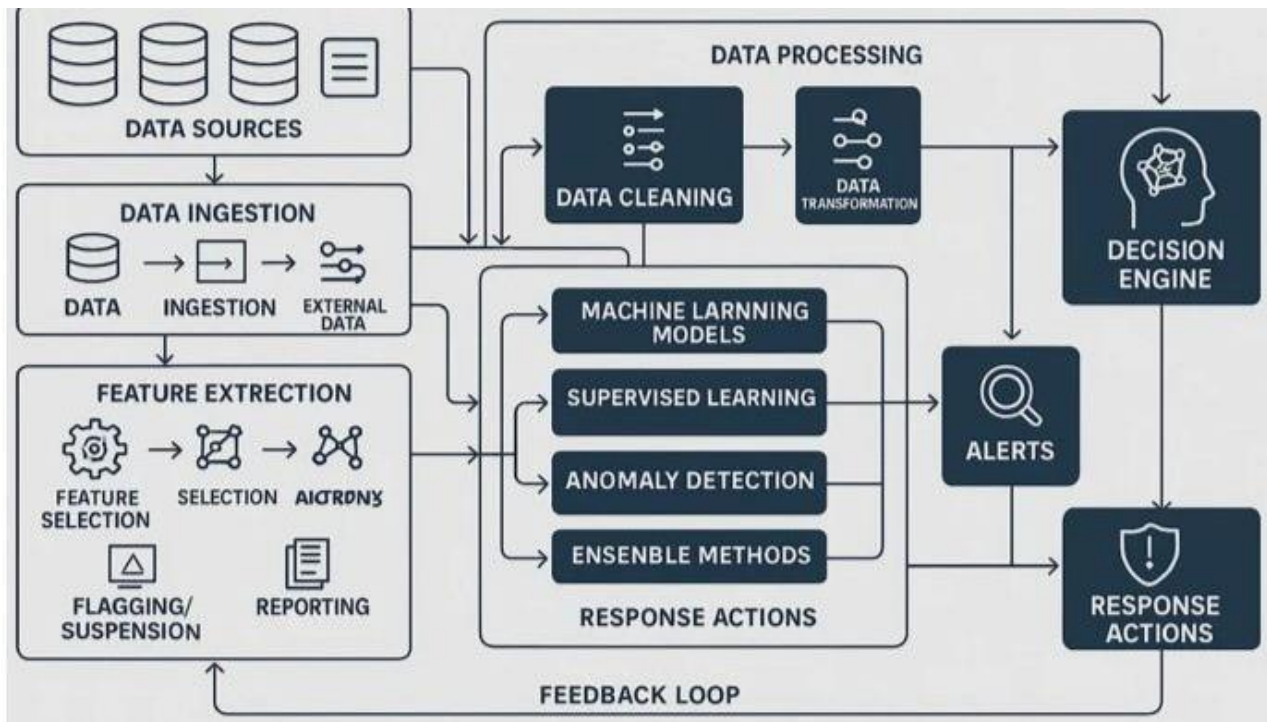 DATA SOURCES
DATA INGESTION
DATA
INGESTION
EXTERNAL
DATA
FEATURE EXTRECTION
FEATURE
SELECTION
SELECTION
FLAGGING/
SUSPENSION
REPORTING
DATA PROCESSING
DATA CLEANING
DATA
TRANSFORMATION
MACHINE LARNNING
MODELS
SUPERVISED LEARNING
ANOMALY DETECTION
ENSENBLE METHODS
RESPONSE ACTIONS
DECISION
ENGINE
ALERTS
RESPONSE
ACTIONS
FEEDBACK LOOP